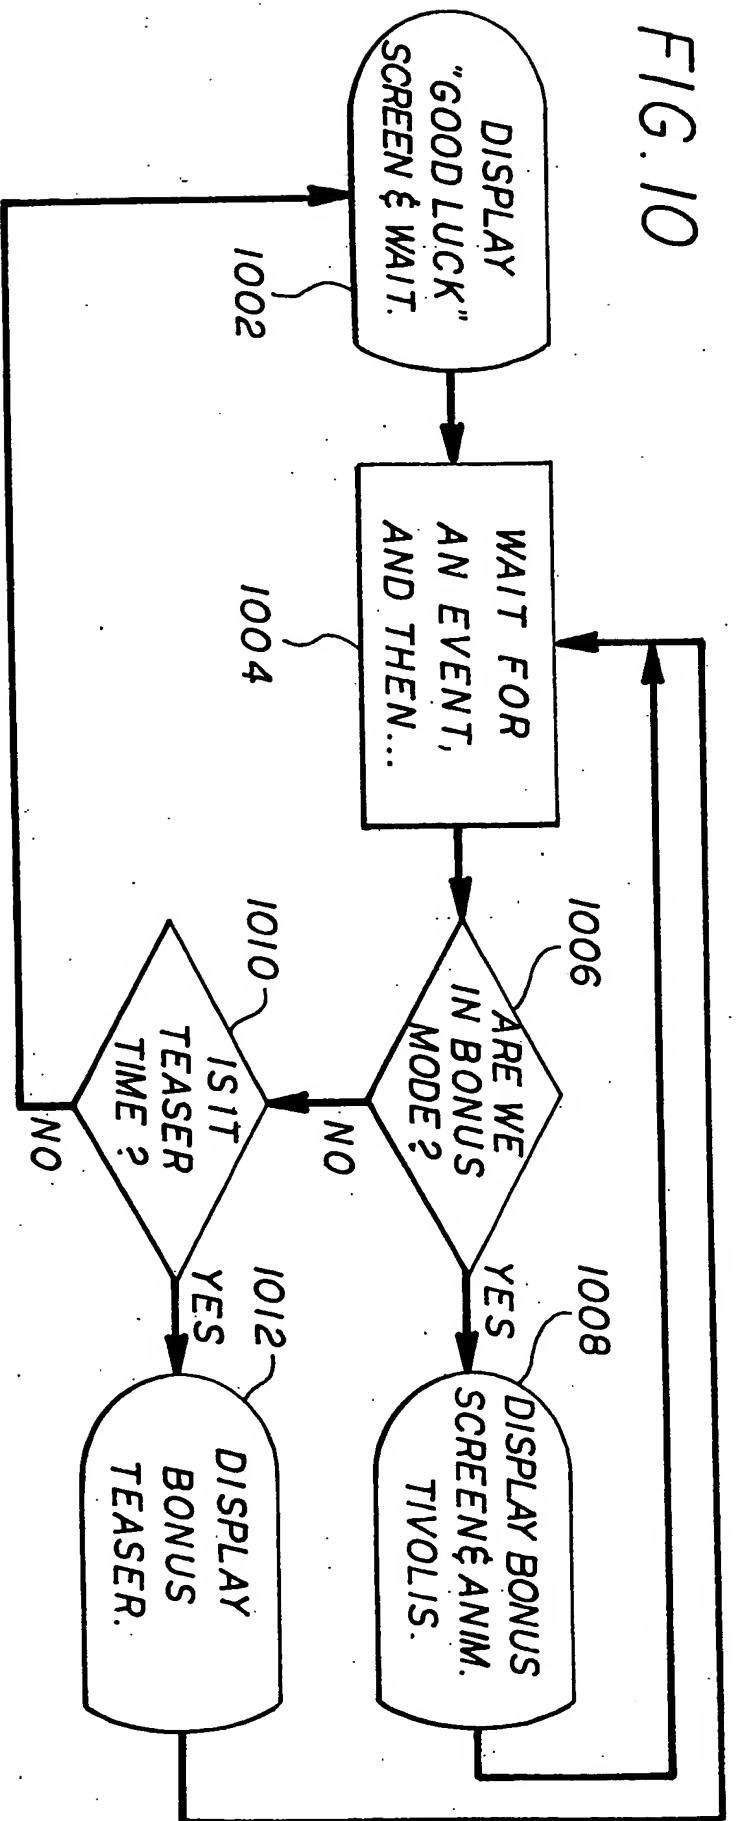 FIG. 10
DISPLAY
"GOOD LUCK"
SCREEN & WAIT.
1002
WAIT FOR
AN EVENT,
AND THEN...
1004
1006
ARE WE
IN BONUS
MODE?
YES
NO
1008
DISPLAY BONUS
SCREEN & ANIM.
TIVOLIS.
1010
IS IT
TEASER
TIME?
YES
NO
1012
DISPLAY
BONUS
TEASER.